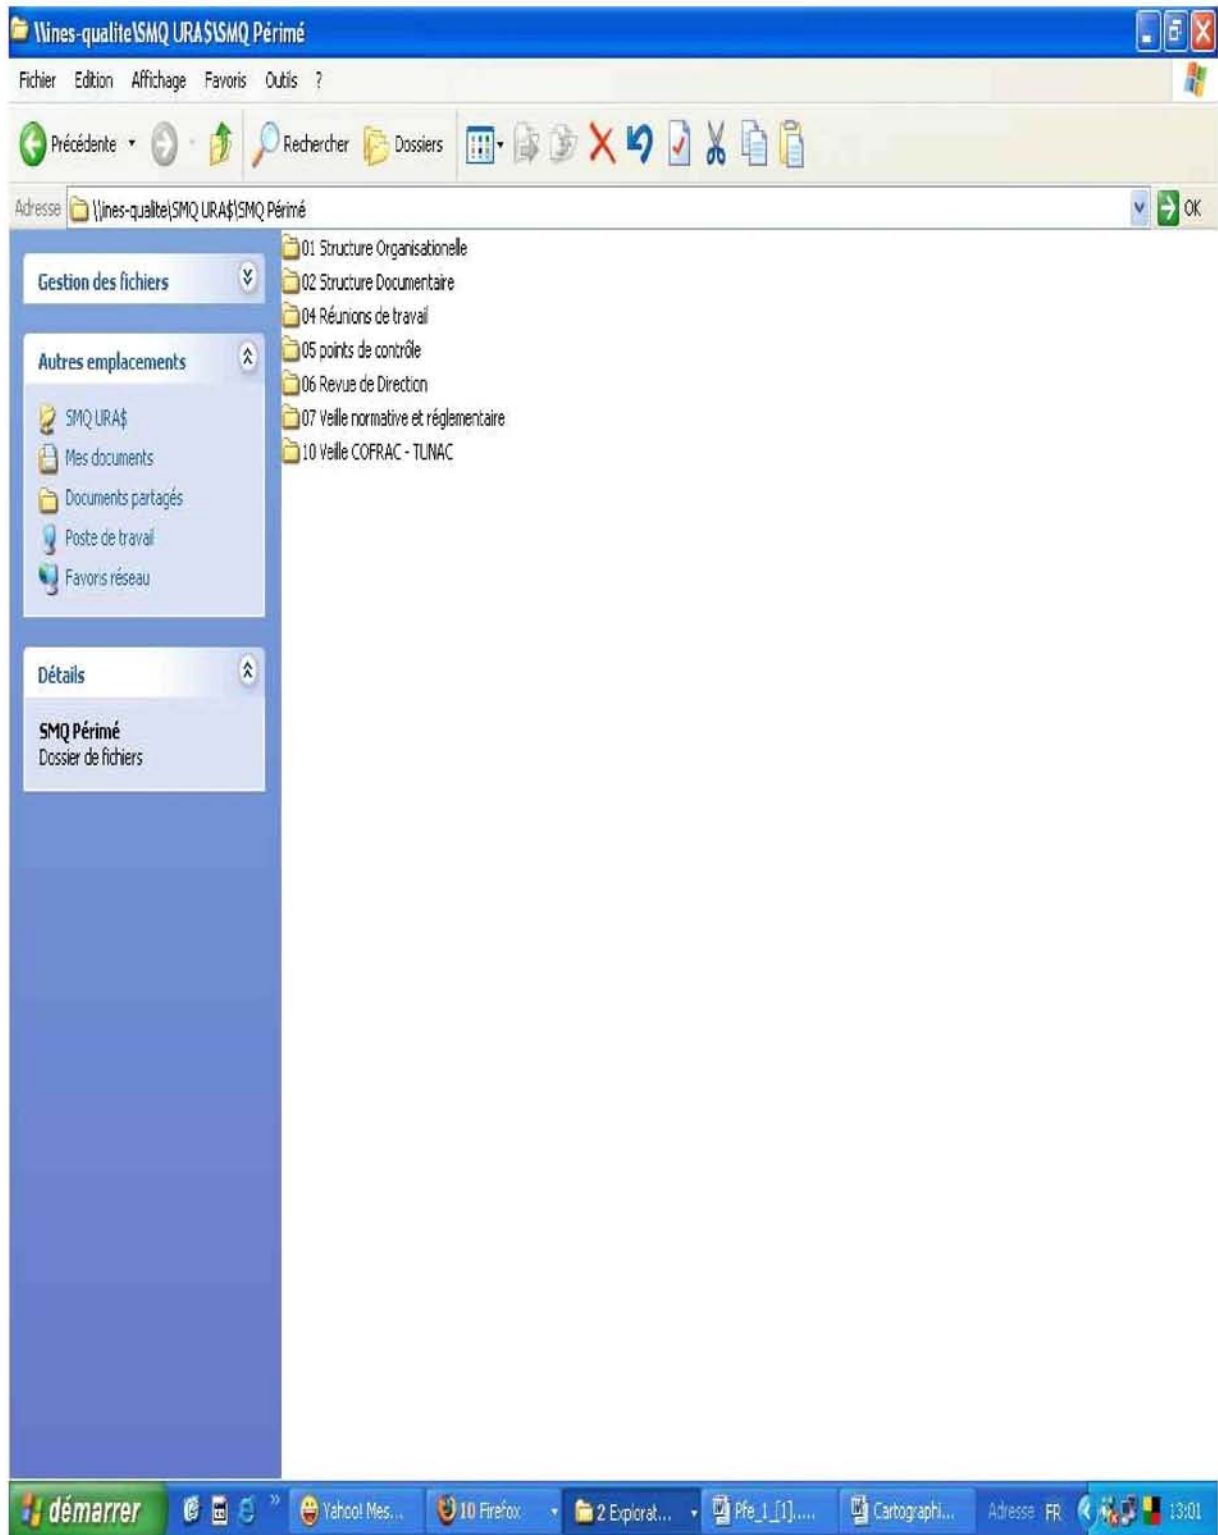 \\ines-qualite\SMQ URA$\SMQ Périmé
Fichier Edition Affichage Favoris Outils ?
Précédente Rechercher Dossiers
Adresse \\ines-qualite\SMQ URA$\SMQ Périmé OK
Gestion des fichiers
Autres emplacements
SMQ URA$
Mes documents
Documents partagés
Poste de travail
Favoris réseau
Détails
SMQ Périmé
Dossier de fichiers
01 Structure Organisationelle
02 Structure Documentaire
04 Réunions de travail
05 points de contrôle
06 Revue de Direction
07 Veille normative et réglementaire
10 Veille COFRAC - TUNAC
démarrer » Yahoo! Mes... 10 Firefox 2 Explorat... Pfe_1_[1]..... Cartographi... Adresse FR 13:01